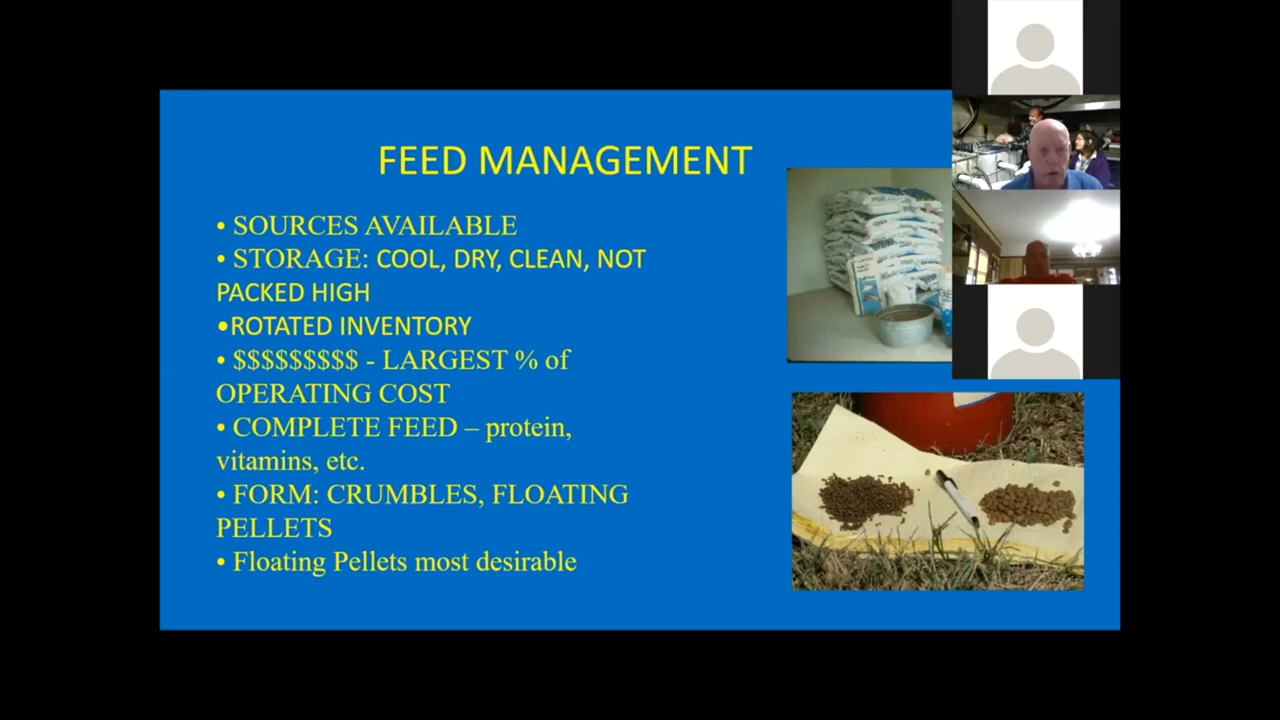 FEED MANAGEMENT
• SOURCES AVAILABLE
• STORAGE: COOL, DRY, CLEAN, NOT
PACKED HIGH
•ROTATED INVENTORY
• $$$$$$$$$ - LARGEST % of
OPERATING COST
• COMPLETE FEED – protein,
vitamins, etc.
• FORM: CRUMBLES, FLOATING
PELLETS
• Floating Pellets most desirable